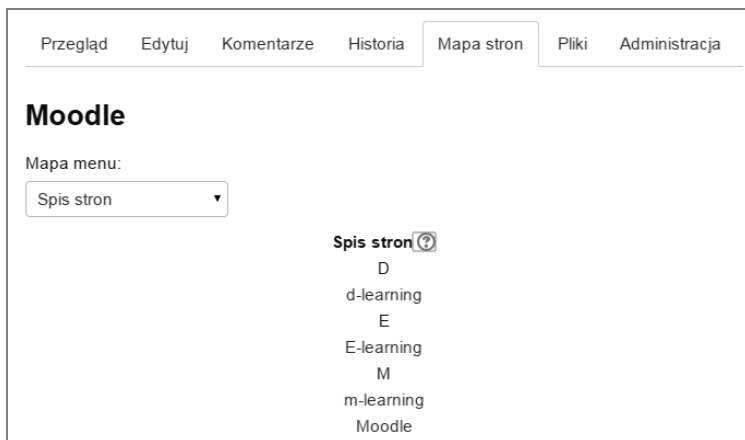 Przegląd Edytuj Komentarze Historia Mapa stron Pliki Administracja
Moodle
Mapa menu:
Spis stron
Spis stron
D
d-learning
E
E-learning
M
m-learning
Moodle